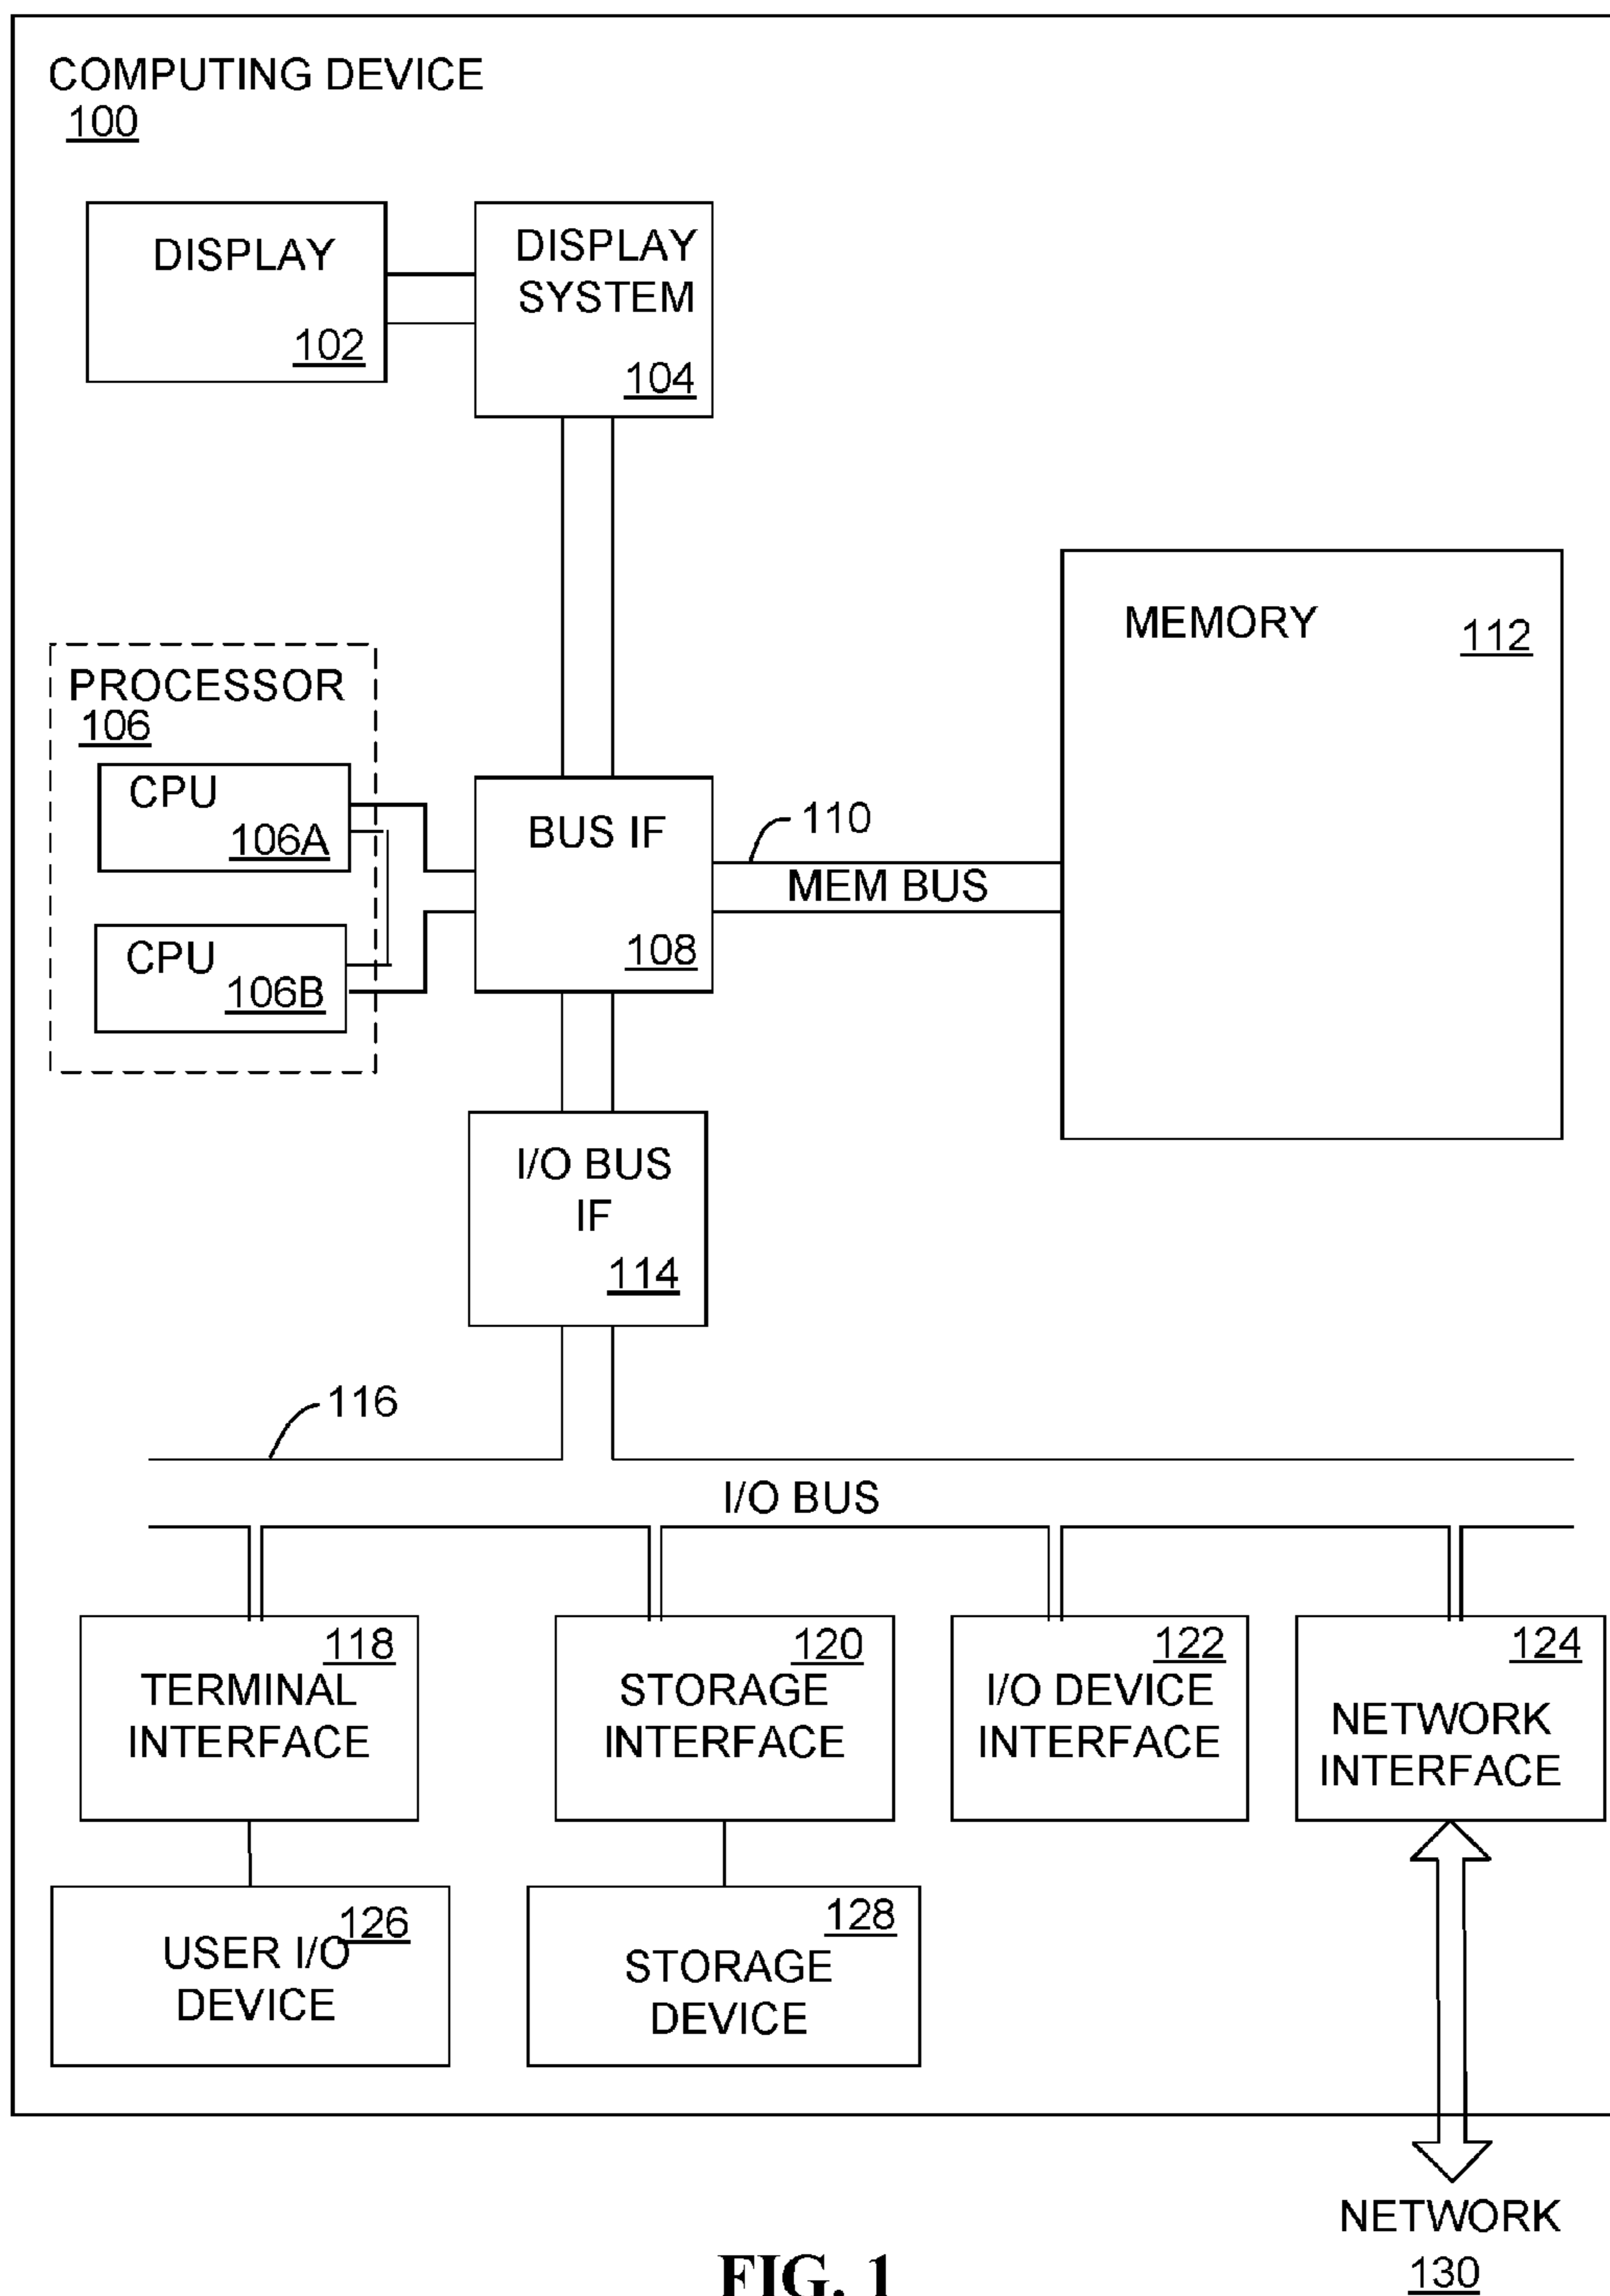 COMPUTING DEVICE
100
DISPLAY
102
DISPLAY
SYSTEM
104
MEMORY
112
PROCESSOR
106
CPU
106A
CPU
106B
BUS IF
108
110
MEM BUS
I/O BUS
IF
114
116
I/O BUS
118
TERMINAL
INTERFACE
120
STORAGE
INTERFACE
122
I/O DEVICE
INTERFACE
124
NETWORK
INTERFACE
126
USER I/O
DEVICE
128
STORAGE
DEVICE
NETWORK
130
FIG. 1